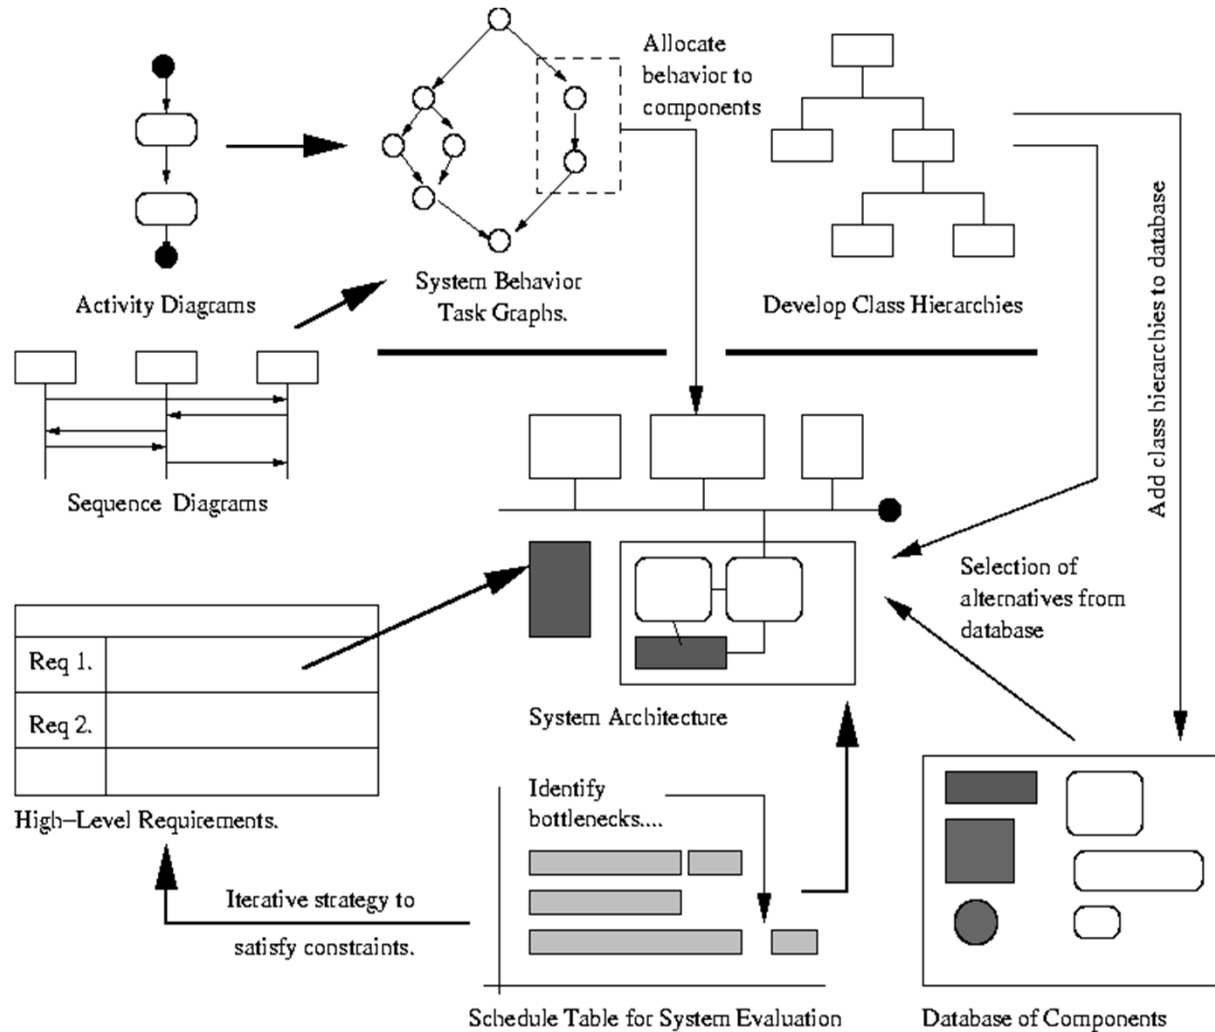 Allocate
behavior to
components
Activity Diagrams
System Behavior
Task Graphs.
Develop Class Hierarchies
Add class hierarchies to database
Sequence Diagrams
Selection of
alternatives from
database
Req 1.
Req 2.
System Architecture
High-Level Requirements.
Identify
bottlenecks....
Iterative strategy to
satisfy constraints.
Schedule Table for System Evaluation
Database of Components